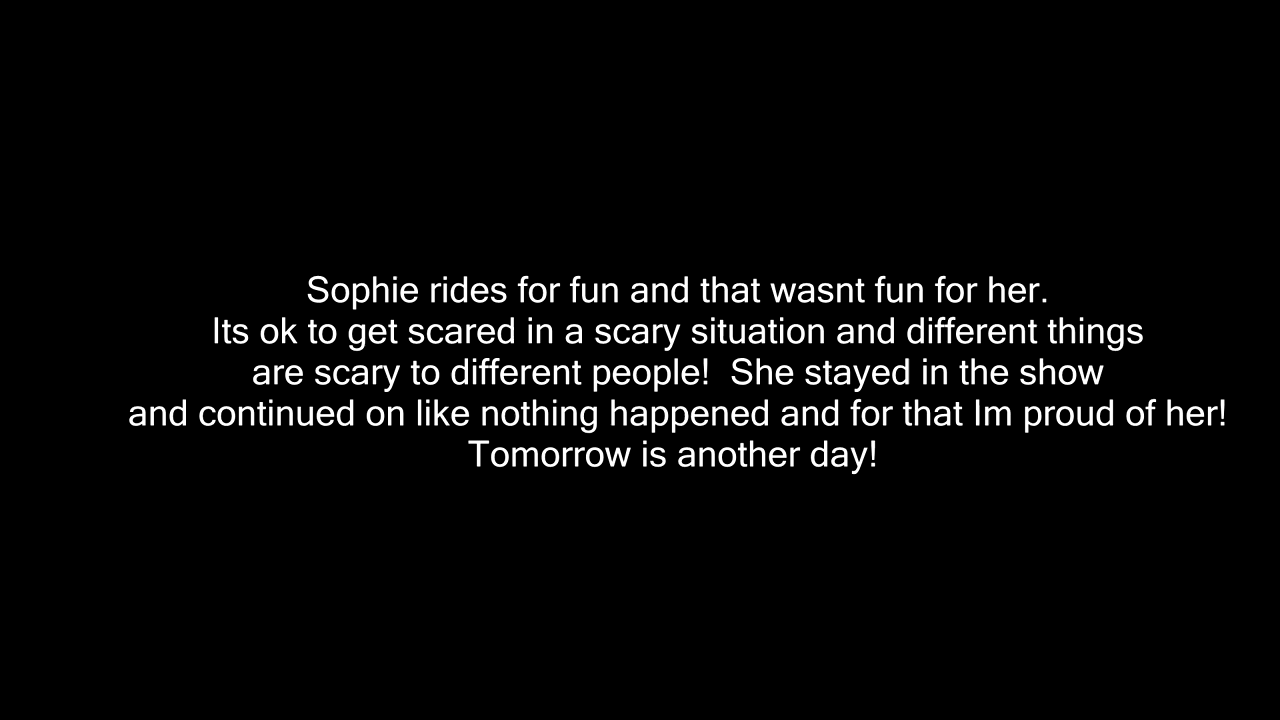 Sophie rides for fun and that wasnt fun for her.
Its ok to get scared in a scary situation and different things
are scary to different people!  She stayed in the show
and continued on like nothing happened and for that Im proud of her!
Tomorrow is another day!